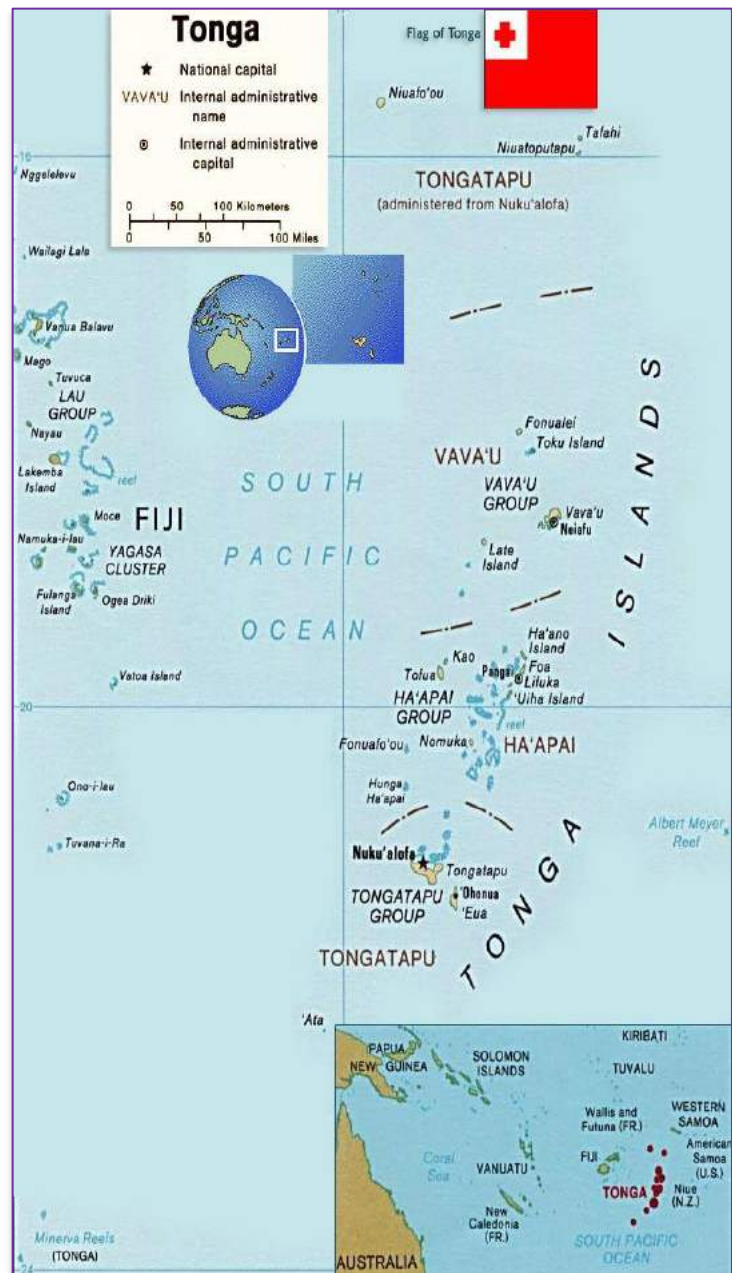 Tonga
National capital
VAVA'U Internal administrative
name
Internal administrative
capital
0 50 100 Kilometers
0 50 100 Miles
Flag of Tonga
Niuafo'ou
Tafahi
Niuatoputapu
16
TONGATAPU
(administered from Nuku'alofa)
Nggelelevu
Wailagi Lala
Vanua Balavu
Mago
Tuvuca
LAU
GROUP
Nayau
Lakemba
Island
reef
Moce
FIJI
Namuka-i-lau
YAGASA
CLUSTER
Fulanga
Island
Ogea Driki
Vatoa Island
SOUTH
PACIFIC
OCEAN
Fonualei
Toku Island
VAVA'U
VAVA'U
GROUP
Vava'u
Neiafu
Late
Island
Ha'ano
Island
Kao
Pangai
Foa
Tofua
Liluka
'Uiha Island
HA'APAI
GROUP
reef
20
Fonuafo'ou
Nomuka
HA'APAI
Hunga
Ha'apai
Ono-i-lau
Tuvana-i-Ra
Albert Meyer
Reef
Nuku'alofa
Tongatapu
TONGATAPU
GROUP
'Ohonua
'Eua
TONGATAPU
TONGA
ISLANDS
'Ata
Minerva Reels
(TONGA)
24
KIRIBATI
PAPUA
NEW GUINEA
SOLOMON
ISLANDS
TUVALU
Wallis and
Futuna (FR.)
WESTERN
SAMOA
American
Samoa
(U.S.)
Coral
Sea
VANUATU
FIJI
TONGA
Niue
(N.Z.)
New
Caledonia
(FR.)
SOUTH PACIFIC
OCEAN
AUSTRALIA